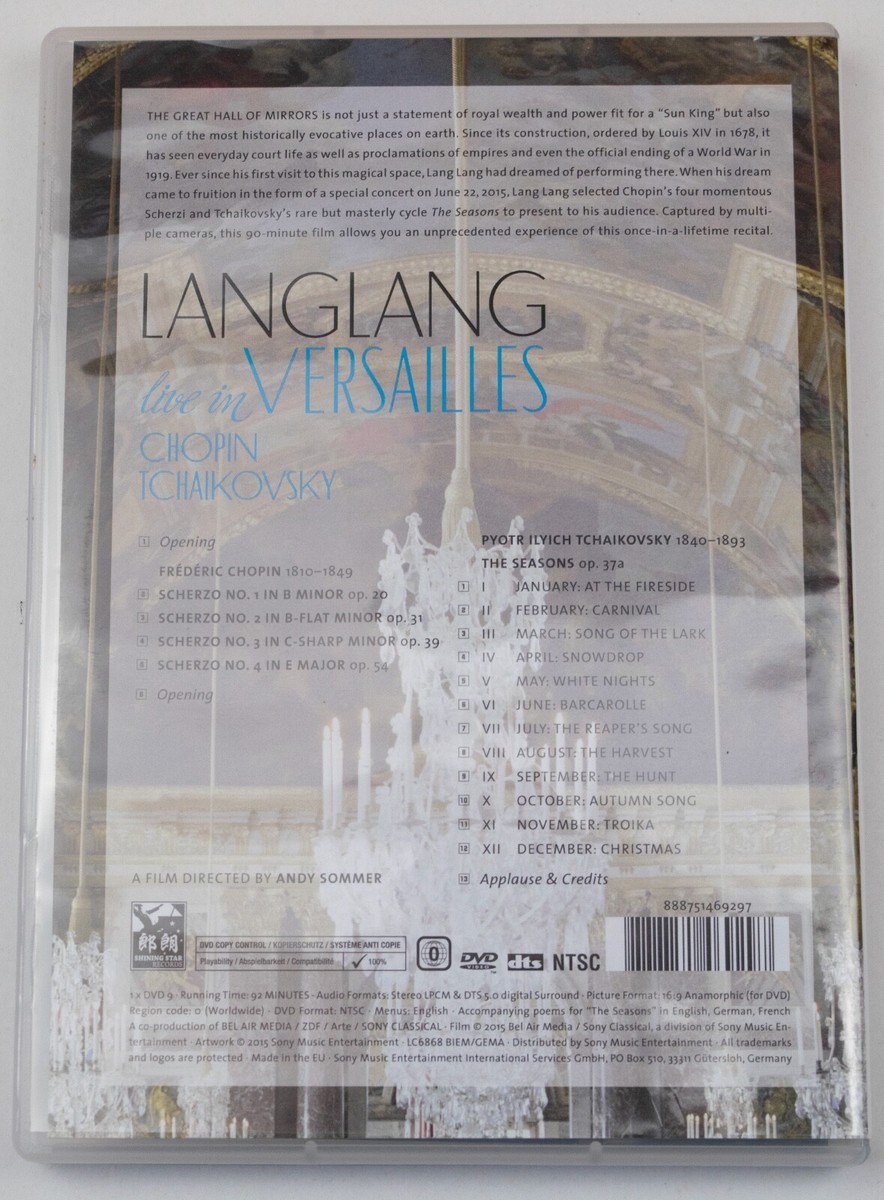 THE GREAT HALL OF MIRRORS is not just a statement of royal wealth and power fit for a "Sun King" but also
one of the most historically evocative places on earth. Since its construction, ordered by Louis XIV in 1678, it
has seen everyday court life as well as proclamations of empires and even the official ending of a World War in
1919. Ever since his first visit to this magical space, Lang Lang had dreamed of performing there. When his dream
came to fruition in the form of a special concert on June 22, 2015, Lang Lang selected Chopin's four momentous
Scherzi and Tchaikovsky's rare but masterly cycle The Seasons to present to his audience. Captured by multi-
ple cameras, this 90-minute film allows you an unprecedented experience of this once-in-a-lifetime recital.
LANG LANG
live in VERSAILLES
CHOPIN
TCHAIKOVSKY
1 Opening
FRÉDÉRIC CHOPIN 1810–1849
2 SCHERZO NO. 1 IN B MINOR op. 20
3 SCHERZO NO. 2 IN B-FLAT MINOR op. 31
4 SCHERZO NO. 3 IN C-SHARP MINOR op. 39
5 SCHERZO NO. 4 IN E MAJOR op. 54
6 Opening
PYOTR ILYICH TCHAIKOVSKY 1840–1893
THE SEASONS op. 37a
1 I JANUARY: AT THE FIRESIDE
2 II FEBRUARY: CARNIVAL
3 III MARCH: SONG OF THE LARK
4 IV APRIL: SNOWDROP
5 V MAY: WHITE NIGHTS
6 VI JUNE: BARCAROLLE
7 VII JULY: THE REAPER'S SONG
8 VIII AUGUST: THE HARVEST
9 IX SEPTEMBER: THE HUNT
10 X OCTOBER: AUTUMN SONG
11 XI NOVEMBER: TROIKA
12 XII DECEMBER: CHRISTMAS
13 Applause & Credits
A FILM DIRECTED BY ANDY SOMMER
888751469297
郎朗
SHINING STAR
RECORDS
DVD COPY CONTROL / KOPIERSCHUTZ / SYSTÈME ANTI COPIE
Playability / Abspielbarkeit / Compatibilité 100%
0
DVD
VIDEO
dts
NTSC
1 x DVD 9 · Running Time: 92 MINUTES · Audio Formats: Stereo LPCM & DTS 5.0 digital Surround · Picture Format: 16:9 Anamorphic (for DVD)
Region code: 0 (Worldwide) · DVD Format: NTSC · Menus: English · Accompanying poems for "The Seasons" in English, German, French
A co-production of BEL AIR MEDIA / ZDF / Arte / SONY CLASSICAL · Film © 2015 Bel Air Media / Sony Classical, a division of Sony Music En-
tertainment · Artwork © 2015 Sony Music Entertainment · LC6868 BIEM/GEMA · Distributed by Sony Music Entertainment · All trademarks
and logos are protected · Made in the EU · Sony Music Entertainment International Services GmbH, PO Box 510, 33311 Gütersloh, Germany